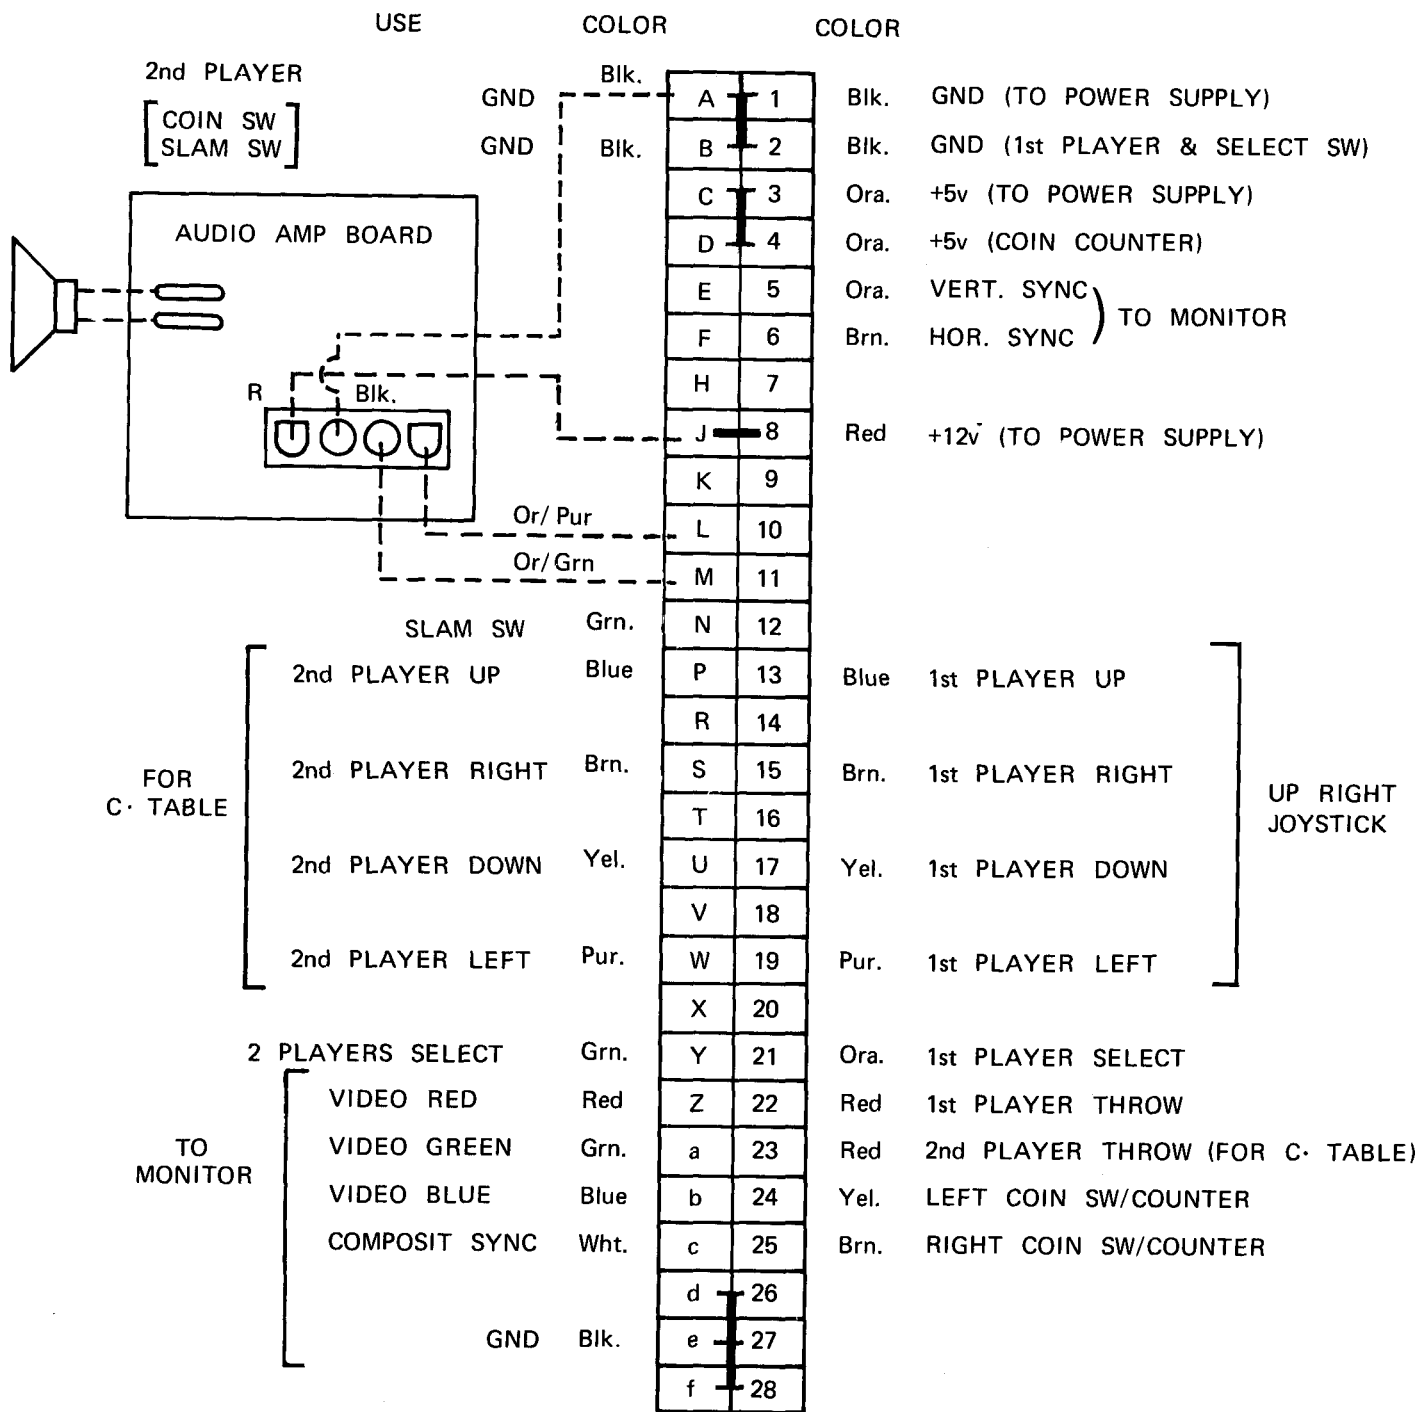 USE COLOR COLOR
2nd PLAYER
COIN SW
SLAM SW
GND Blk. A 1 Blk. GND (TO POWER SUPPLY)
GND Blk. B 2 Blk. GND (1st PLAYER & SELECT SW)
C 3 Ora. +5v (TO POWER SUPPLY)
AUDIO AMP BOARD
D 4 Ora. +5v (COIN COUNTER)
E 5 Ora. VERT. SYNC
TO MONITOR
F 6 Brn. HOR. SYNC
H 7
R Blk.
J 8 Red +12v (TO POWER SUPPLY)
K 9
Or/Pur L 10
Or/Grn M 11
SLAM SW Grn. N 12
2nd PLAYER UP Blue P 13 Blue 1st PLAYER UP
R 14
FOR
C· TABLE
2nd PLAYER RIGHT Brn. S 15 Brn. 1st PLAYER RIGHT
UP RIGHT
JOYSTICK
T 16
2nd PLAYER DOWN Yel. U 17 Yel. 1st PLAYER DOWN
V 18
2nd PLAYER LEFT Pur. W 19 Pur. 1st PLAYER LEFT
X 20
2 PLAYERS SELECT Grn. Y 21 Ora. 1st PLAYER SELECT
VIDEO RED Red Z 22 Red 1st PLAYER THROW
TO
MONITOR
VIDEO GREEN Grn. a 23 Red 2nd PLAYER THROW (FOR C· TABLE)
VIDEO BLUE Blue b 24 Yel. LEFT COIN SW/COUNTER
COMPOSIT SYNC Wht. c 25 Brn. RIGHT COIN SW/COUNTER
d 26
GND Blk. e 27
f 28